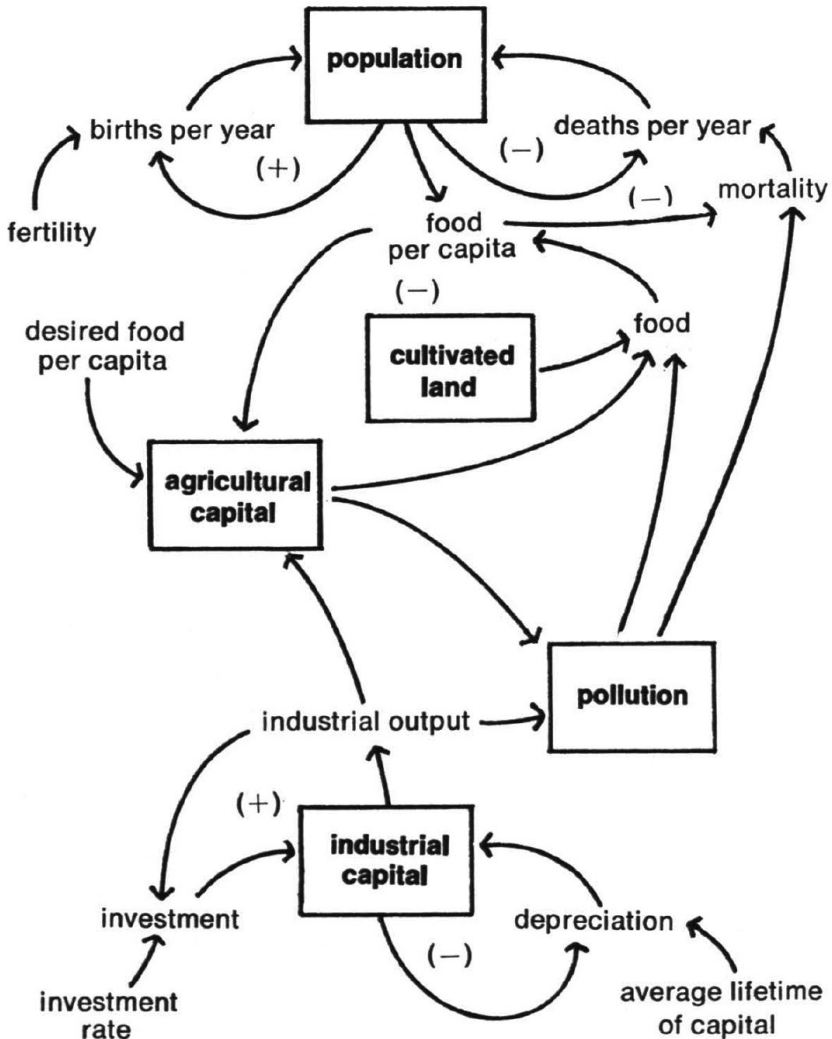 population
births per year
deaths per year
(+)
(−)
mortality
(−)
fertility
food
per capita
(−)
food
desired food
per capita
cultivated
land
agricultural
capital
pollution
industrial output
(+)
industrial
capital
investment
depreciation
(−)
investment
rate
average lifetime
of capital